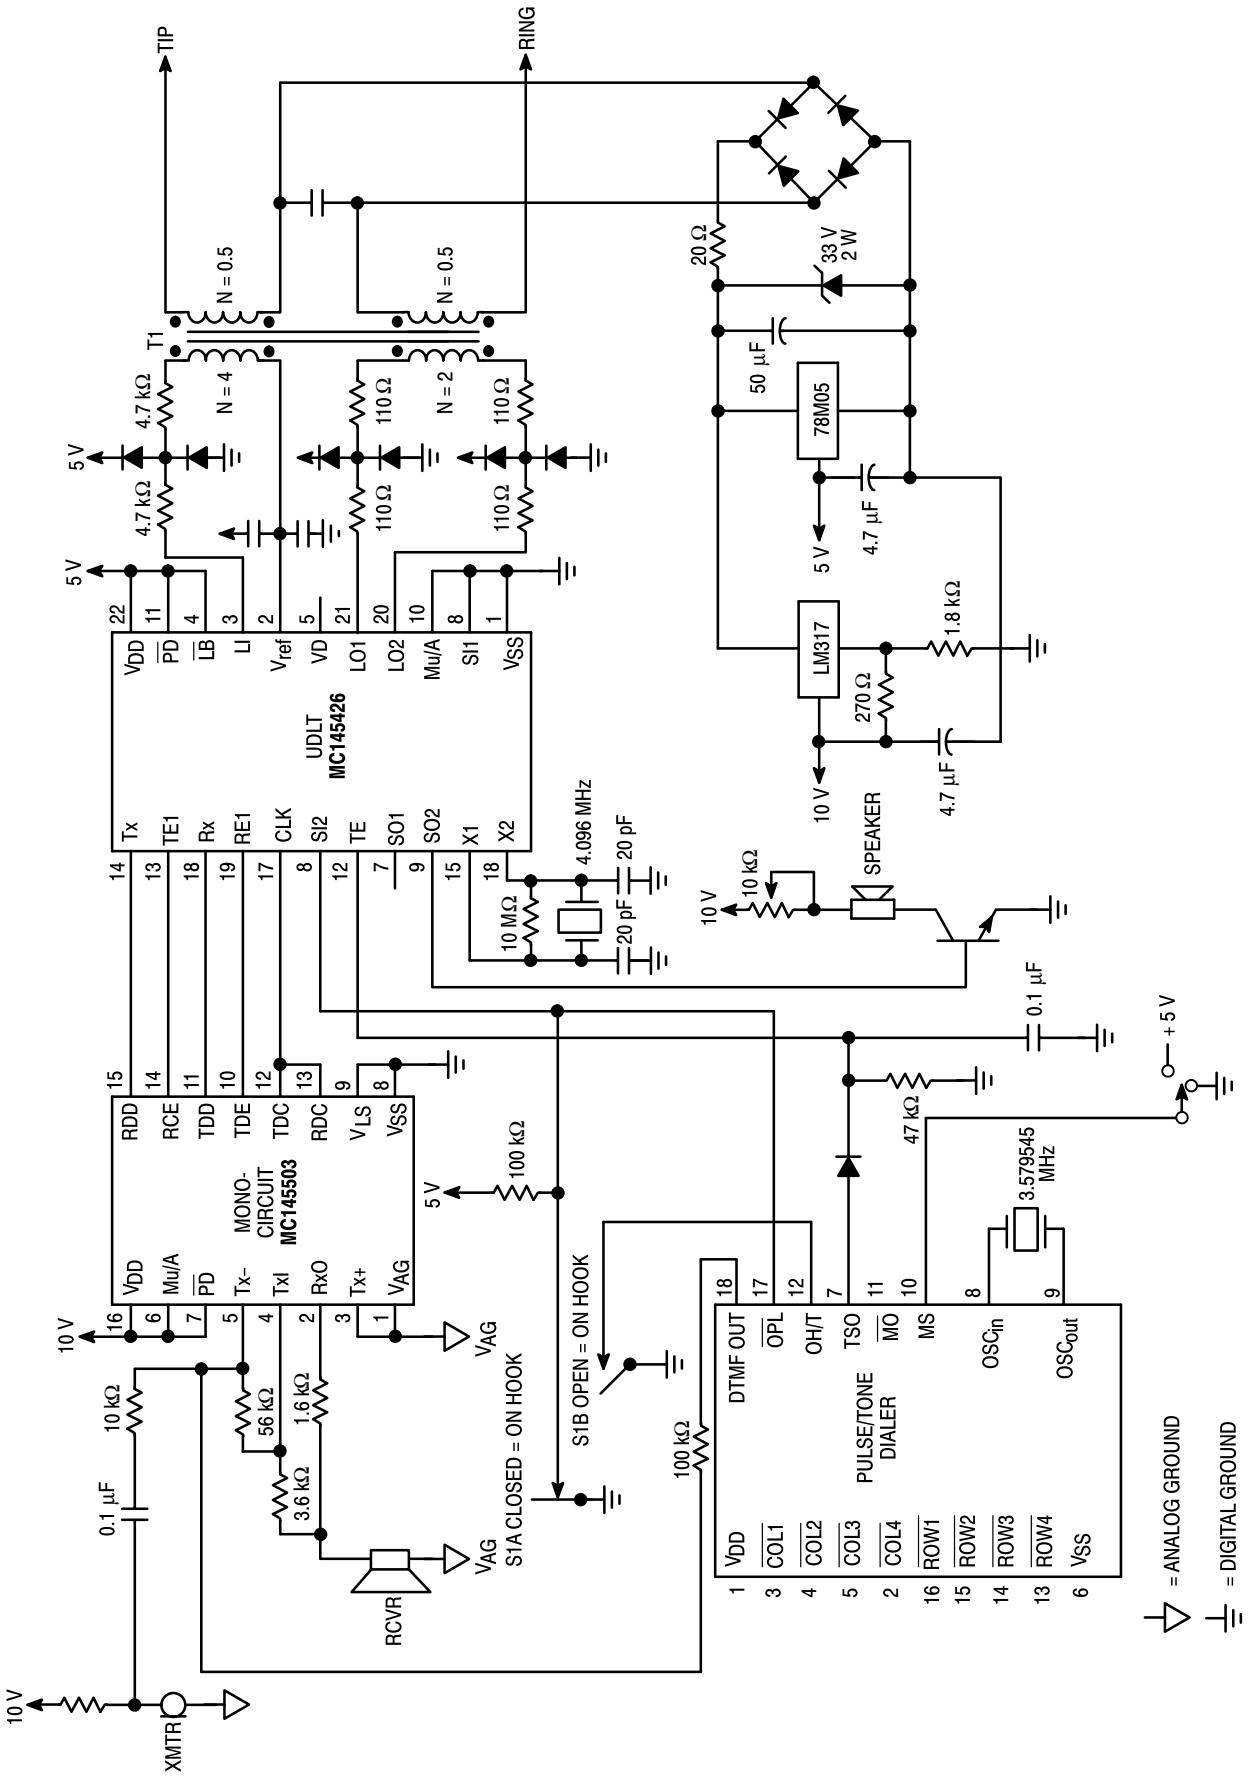 TIP
RING
T1
N = 0.5
N = 0.5
N = 4
N = 2
5 V
4.7 kΩ
4.7 kΩ
110 Ω
110 Ω
110 Ω
110 Ω
20 Ω
33 V
2 W
50 µF
78M05
5 V
4.7 µF
LM317
1.8 kΩ
270 Ω
10 V
4.7 µF
5 V
22
11
4
3
2
5
21
20
10
8
1
VDD
PD
LB
LI
Vref
VD
LO1
LO2
Mu/A
SI1
VSS
UDLT
MC145426
Tx
TE1
Rx
RE1
CLK
SI2
TE
SO1
SO2
X1
X2
14
13
18
19
17
8
12
7
9
15
18
10 MΩ
4.096 MHz
20 pF
20 pF
10 V
10 kΩ
SPEAKER
0.1 µF
+ 5 V
47 kΩ
3.579545
MHz
15
14
11
10
12
13
9
8
RDD
RCE
TDD
TDE
TDC
RDC
VLS
VSS
MONO-
CIRCUIT
MC145503
VDD
Mu/A
PD
Tx–
TxI
RxO
Tx+
VAG
16
6
7
5
4
2
3
1
10 V
VAG
5 V
100 kΩ
10 kΩ
0.1 µF
56 kΩ
1.6 kΩ
3.6 kΩ
RCVR
VAG
S1A CLOSED = ON HOOK
S1B OPEN = ON HOOK
100 kΩ
10 V
XMTR
18
17
12
7
11
10
8
9
DTMF OUT
OPL
OH/T
TSO
MO
MS
OSCin
OSCout
PULSE/TONE
DIALER
VDD
COL1
COL2
COL3
COL4
ROW1
ROW2
ROW3
ROW4
VSS
1
3
4
5
2
16
15
14
13
6
= ANALOG GROUND
= DIGITAL GROUND